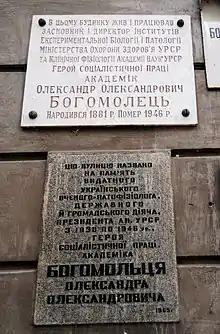 В цьому будинку жив і працював
засновник і директор Інститутів
Експериментальної Біології і Патології
Міністерства Охорони Здоров'я УРСР
та Клінічної Фізіології Академії наук УРСР
Герой Соціалістичної Праці
академік
ОЛЕКСАНДР ОЛЕКСАНДРОВИЧ
БОГОМОЛЕЦЬ
Народився 1881 р. Помер 1946 р.
ЦЮ ВУЛИЦЮ НАЗВАНО
НА ПАМ'ЯТЬ
ВИДАТНОГО
УКРАЇНСЬКОГО
ВЧЕНОГО-ПАТОФІЗІОЛОГА,
ДЕРЖАВНОГО
Й ГРОМАДСЬКОГО ДІЯЧА,
ПРЕЗИДЕНТА АН УРСР
З 1930 ПО 1946 рр.,
ГЕРОЯ
СОЦІАЛІСТИЧНОЇ ПРАЦІ,
АКАДЕМІКА
БОГОМОЛЬЦЯ
ОЛЕКСАНДРА
ОЛЕКСАНДРОВИЧА